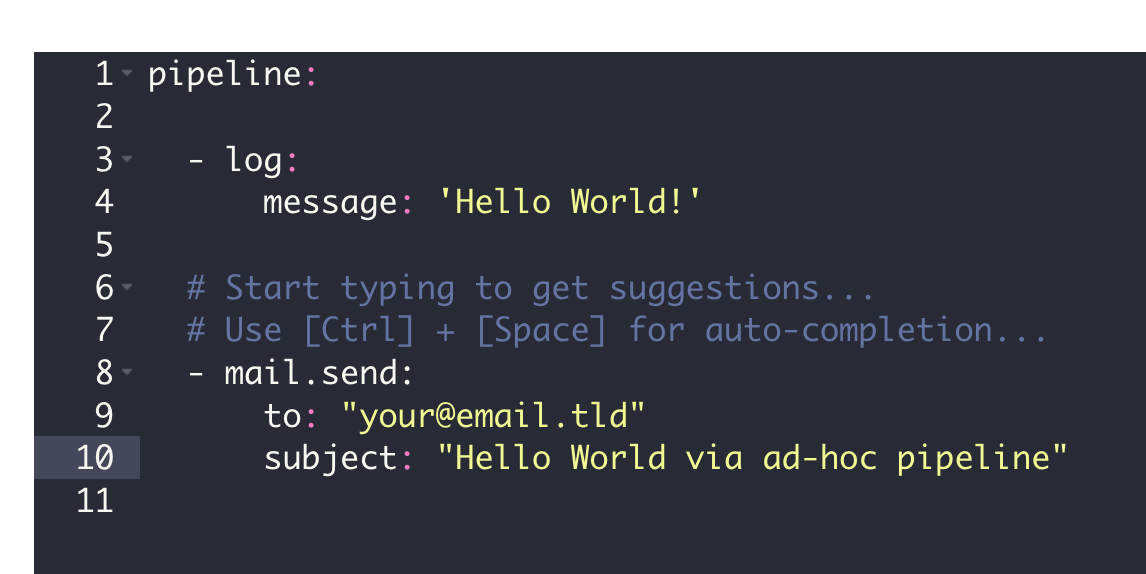 1 pipeline:
2
3 - log:
4 message: 'Hello World!'
5
6 # Start typing to get suggestions...
7 # Use [Ctrl] + [Space] for auto-completion...
8 - mail.send:
9 to: "your@email.tld"
10 subject: "Hello World via ad-hoc pipeline"
11